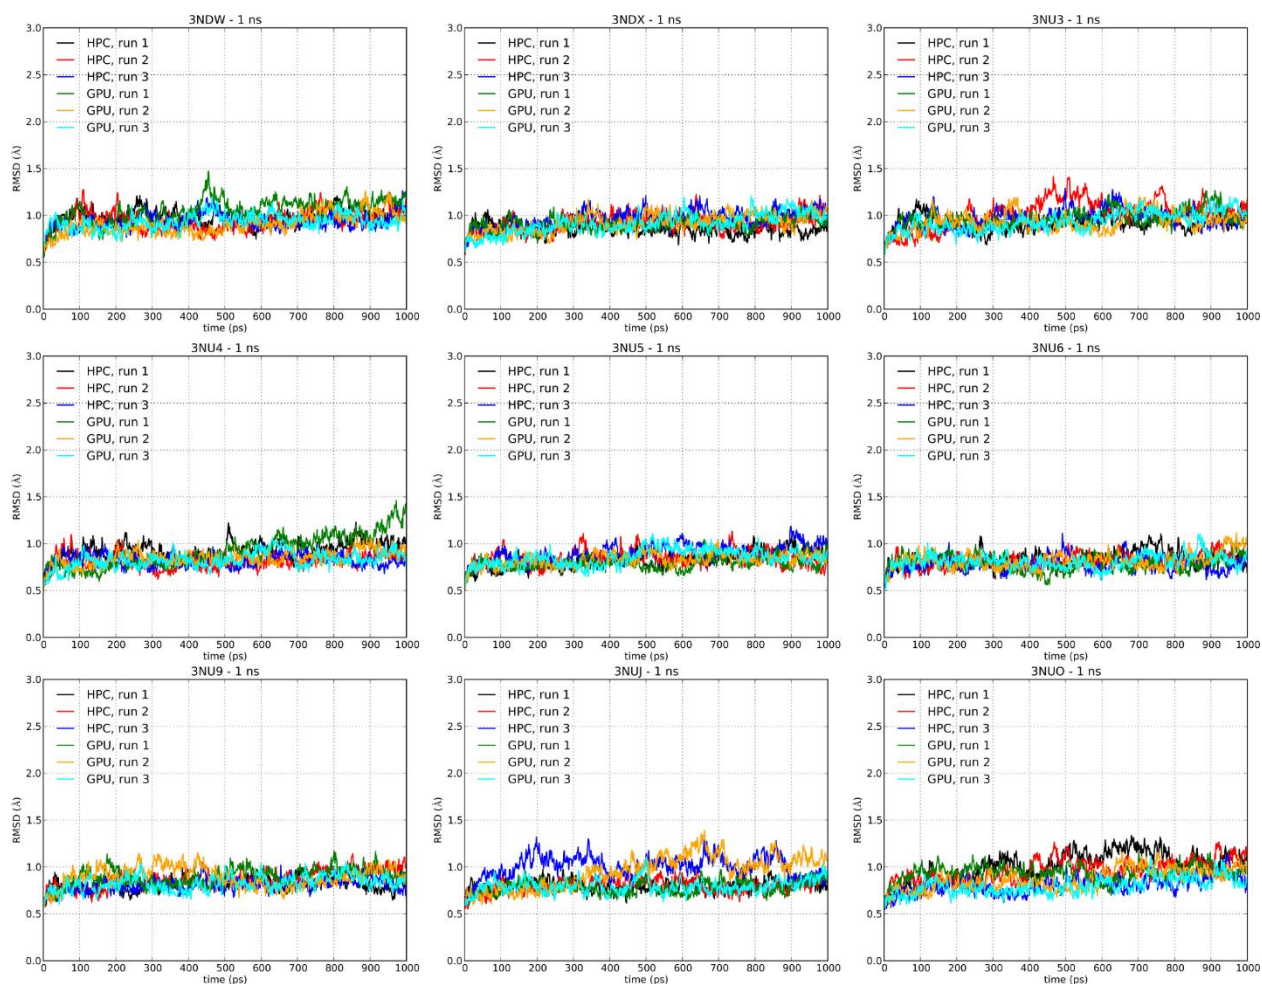 3NDW - 1 ns
3.0
2.5
2.0
1.5
1.0
0.5
0.0
RMSD (Å)
HPC, run 1
HPC, run 2
HPC, run 3
GPU, run 1
GPU, run 2
GPU, run 3
0 100 200 300 400 500 600 700 800 900 1000
time (ps)
3NDX - 1 ns
3.0
2.5
2.0
1.5
1.0
0.5
0.0
RMSD (Å)
HPC, run 1
HPC, run 2
HPC, run 3
GPU, run 1
GPU, run 2
GPU, run 3
0 100 200 300 400 500 600 700 800 900 1000
time (ps)
3NU3 - 1 ns
3.0
2.5
2.0
1.5
1.0
0.5
0.0
RMSD (Å)
HPC, run 1
HPC, run 2
HPC, run 3
GPU, run 1
GPU, run 2
GPU, run 3
0 100 200 300 400 500 600 700 800 900 1000
time (ps)
3NU4 - 1 ns
3.0
2.5
2.0
1.5
1.0
0.5
0.0
RMSD (Å)
HPC, run 1
HPC, run 2
HPC, run 3
GPU, run 1
GPU, run 2
GPU, run 3
0 100 200 300 400 500 600 700 800 900 1000
time (ps)
3NU5 - 1 ns
3.0
2.5
2.0
1.5
1.0
0.5
0.0
RMSD (Å)
HPC, run 1
HPC, run 2
HPC, run 3
GPU, run 1
GPU, run 2
GPU, run 3
0 100 200 300 400 500 600 700 800 900 1000
time (ps)
3NU6 - 1 ns
3.0
2.5
2.0
1.5
1.0
0.5
0.0
RMSD (Å)
HPC, run 1
HPC, run 2
HPC, run 3
GPU, run 1
GPU, run 2
GPU, run 3
0 100 200 300 400 500 600 700 800 900 1000
time (ps)
3NU9 - 1 ns
3.0
2.5
2.0
1.5
1.0
0.5
0.0
RMSD (Å)
HPC, run 1
HPC, run 2
HPC, run 3
GPU, run 1
GPU, run 2
GPU, run 3
0 100 200 300 400 500 600 700 800 900 1000
time (ps)
3NUJ - 1 ns
3.0
2.5
2.0
1.5
1.0
0.5
0.0
RMSD (Å)
HPC, run 1
HPC, run 2
HPC, run 3
GPU, run 1
GPU, run 2
GPU, run 3
0 100 200 300 400 500 600 700 800 900 1000
time (ps)
3NUO - 1 ns
3.0
2.5
2.0
1.5
1.0
0.5
0.0
RMSD (Å)
HPC, run 1
HPC, run 2
HPC, run 3
GPU, run 1
GPU, run 2
GPU, run 3
0 100 200 300 400 500 600 700 800 900 1000
time (ps)